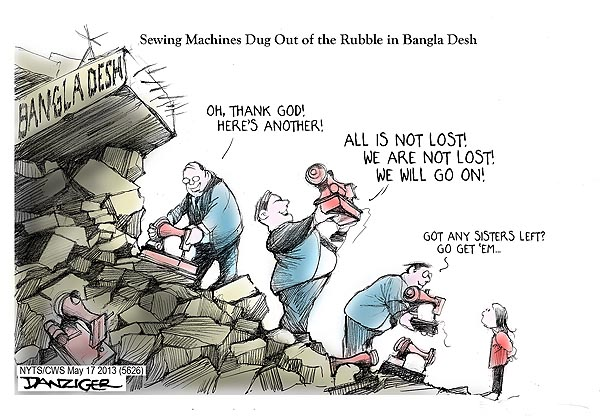 Sewing Machines Dug Out of the Rubble in Bangla Desh
BANGLA DESH
OH, THANK GOD!
HERE'S ANOTHER!
ALL IS NOT LOST!
WE ARE NOT LOST!
WE WILL GO ON!
GOT ANY SISTERS LEFT?
GO GET 'EM...
NYTS/CWS May 17 2013 (5626)
DANZIGER